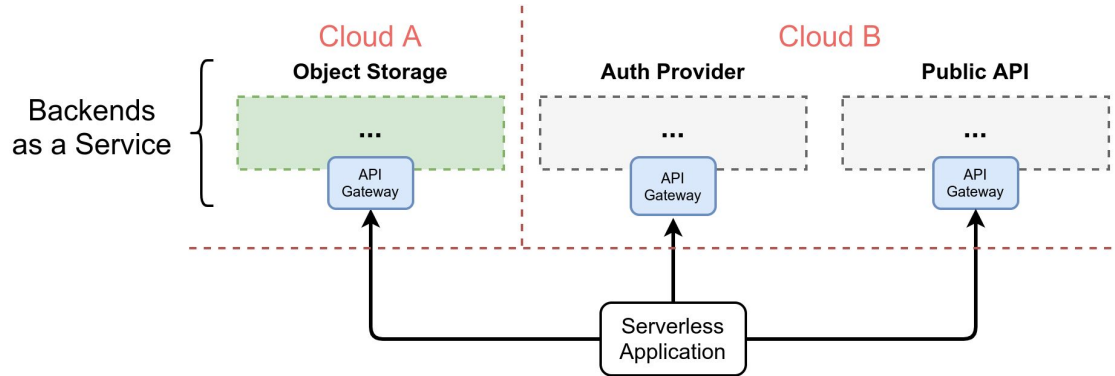 Cloud A
Cloud B
Object Storage
Auth Provider
Public API
Backends
as a Service
...
...
...
API
Gateway
API
Gateway
API
Gateway
Serverless
Application